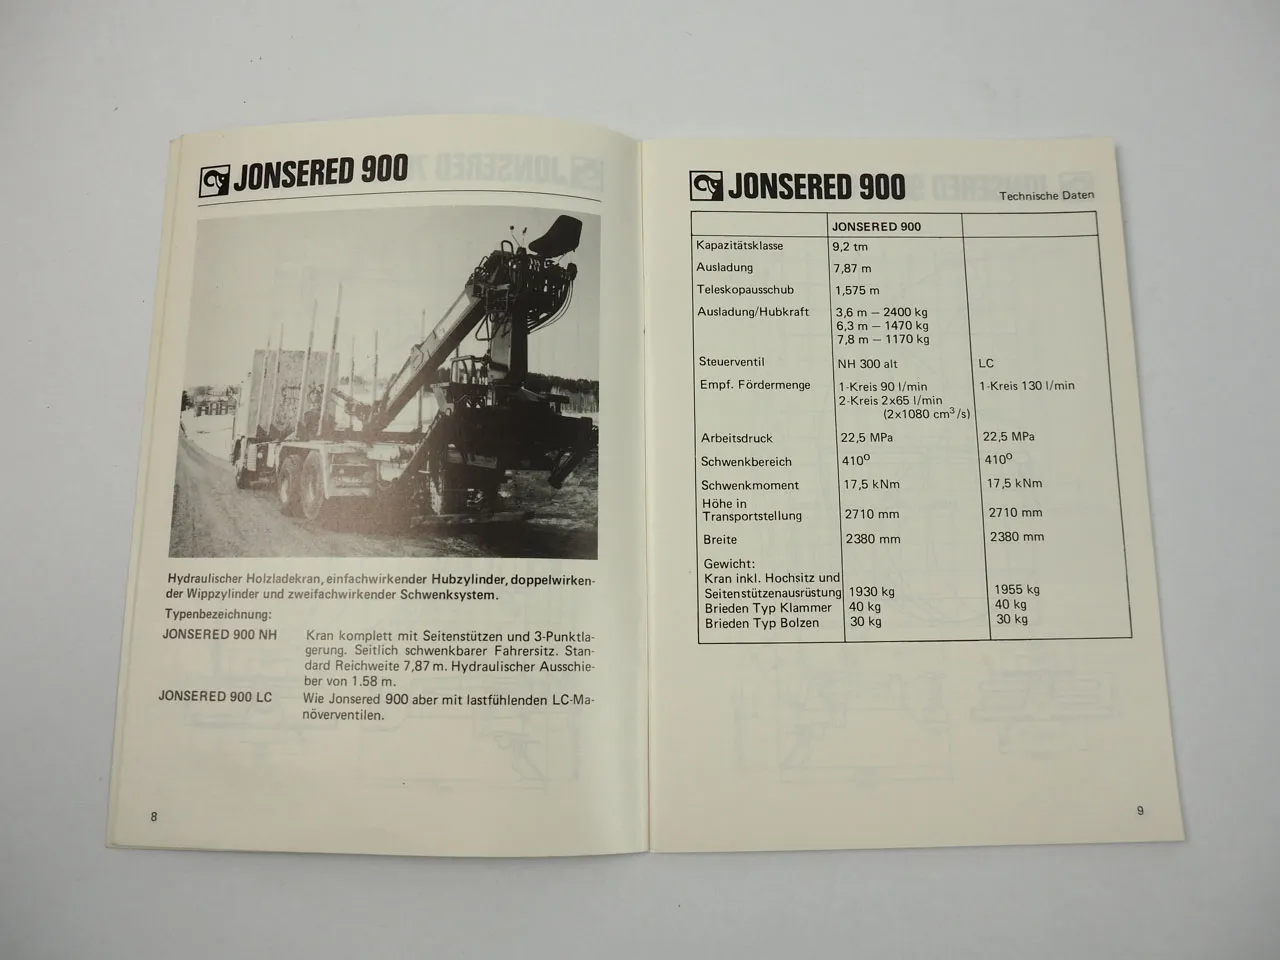 JONSERED 900
Hydraulischer Holzladekran, einfachwirkender Hubzylinder, doppelwirken-
der Wippzylinder und zweifachwirkender Schwenksystem.
Typenbezeichnung:
JONSERED 900 NH Kran komplett mit Seitenstützen und 3-Punktla-
gerung. Seitlich schwenkbarer Fahrersitz. Stan-
dard Reichweite 7,87 m. Hydraulischer Ausschie-
ber von 1.58 m.
JONSERED 900 LC Wie Jonsered 900 aber mit lastfühlenden LC-Ma-
növerventilen.
8
JONSERED 900 Technische Daten
JONSERED 900
Kapazitätsklasse 9,2 tm
Ausladung 7,87 m
Teleskopausschub 1,575 m
Ausladung/Hubkraft 3,6 m — 2400 kg
6,3 m — 1470 kg
7,8 m — 1170 kg
Steuerventil NH 300 alt LC
Empf. Fördermenge 1-Kreis 90 l/min 1-Kreis 130 l/min
2-Kreis 2x65 l/min
(2x1080 cm³/s)
Arbeitsdruck 22,5 MPa 22,5 MPa
Schwenkbereich 410° 410°
Schwenkmoment 17,5 kNm 17,5 kNm
Höhe in
Transportstellung 2710 mm 2710 mm
Breite 2380 mm 2380 mm
Gewicht:
Kran inkl. Hochsitz und
Seitenstützenausrüstung 1930 kg 1955 kg
Brieden Typ Klammer 40 kg 40 kg
Brieden Typ Bolzen 30 kg 30 kg
9